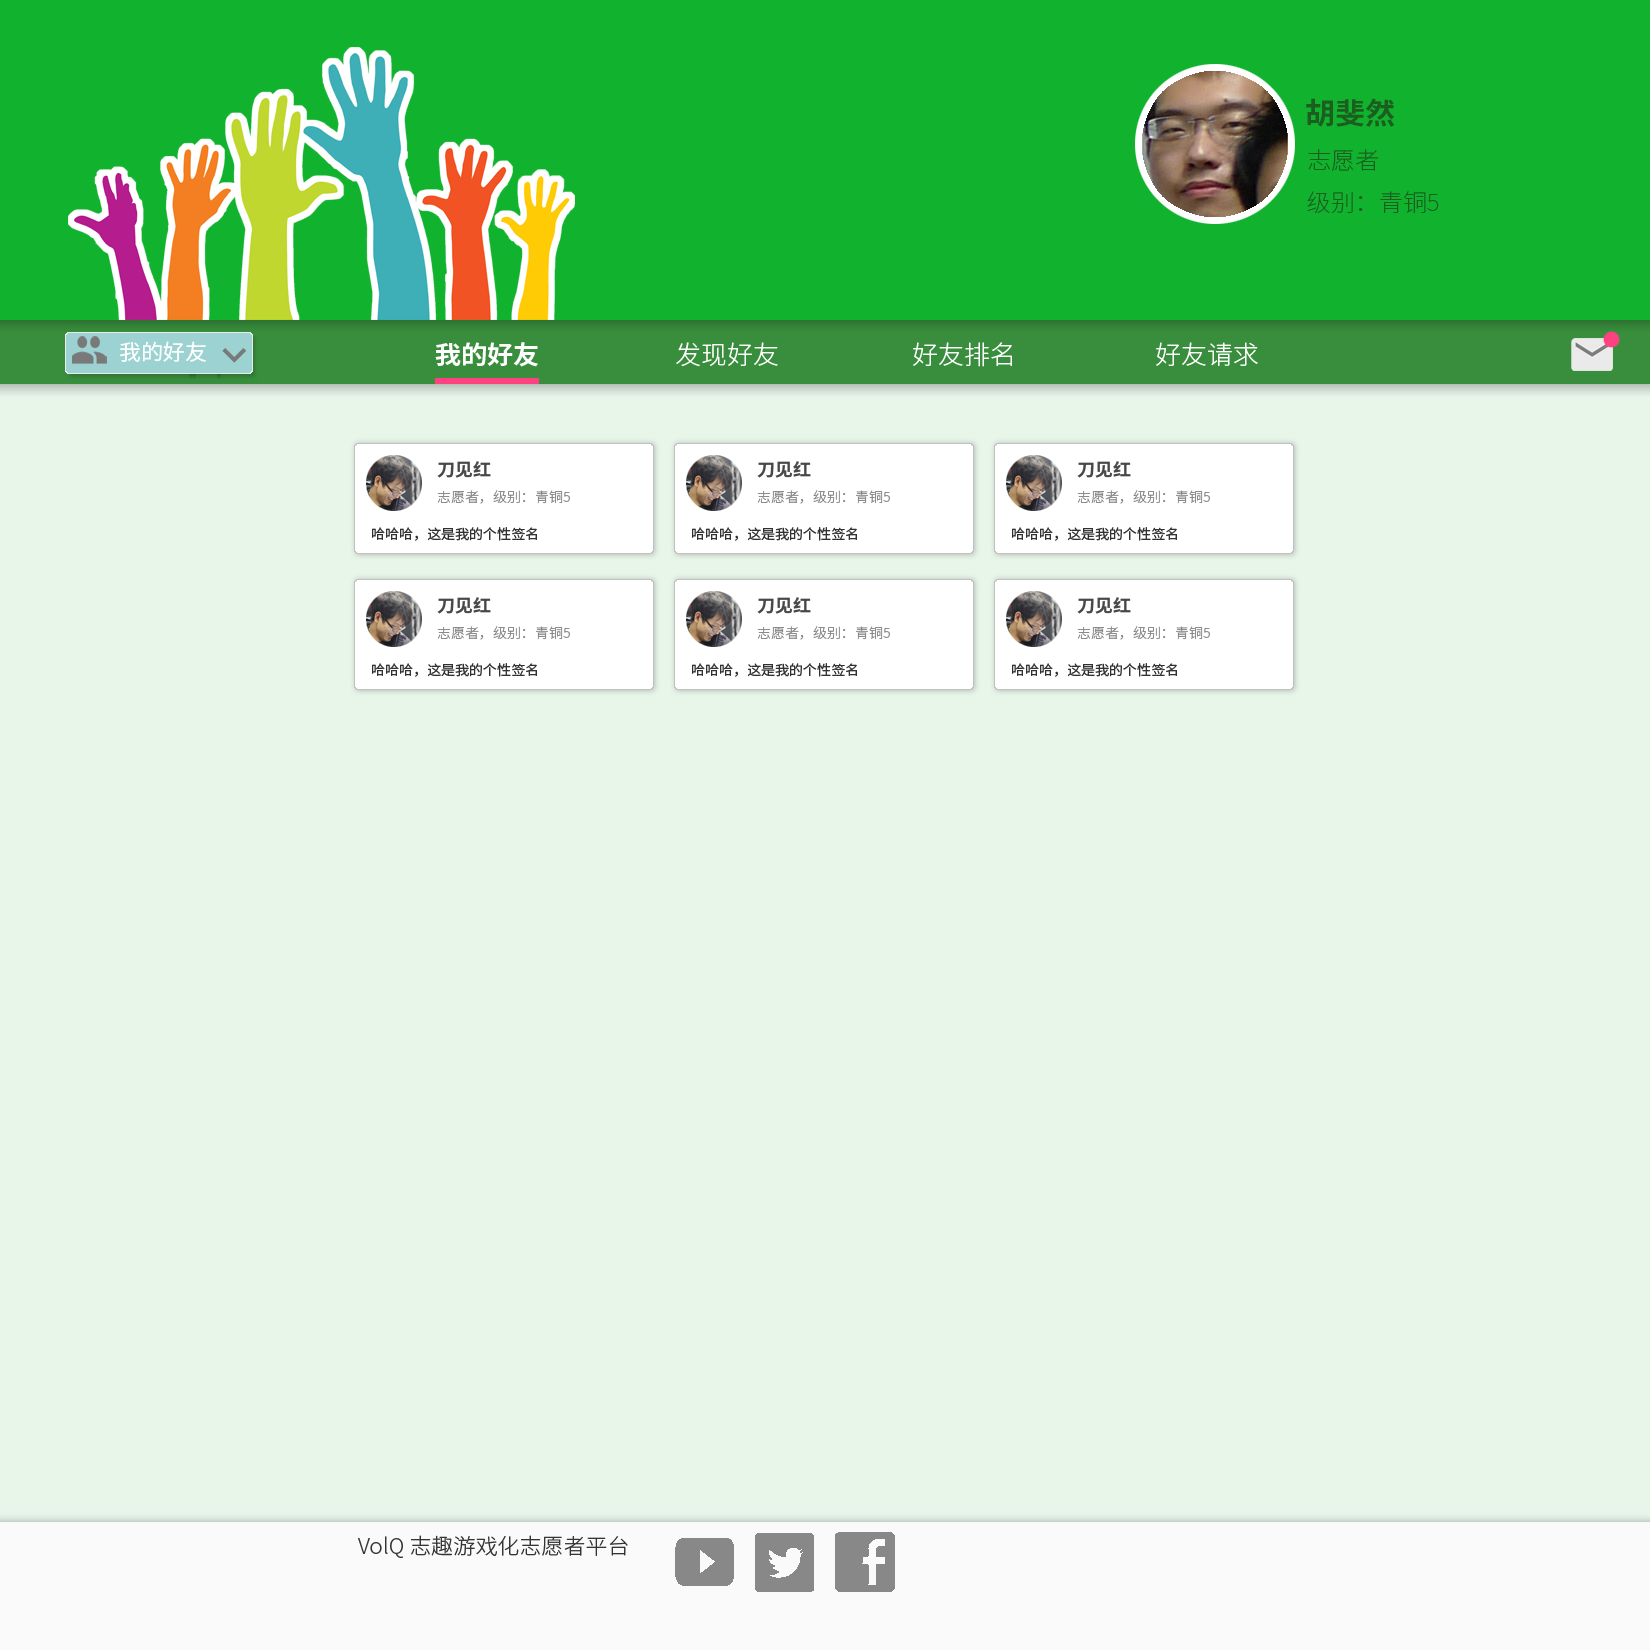 胡斐然
志愿者
级别：青铜5
我的好友
我的好友
发现好友
好友排名
好友请求
刀见红
志愿者，级别：青铜5
哈哈哈，这是我的个性签名
刀见红
志愿者，级别：青铜5
哈哈哈，这是我的个性签名
刀见红
志愿者，级别：青铜5
哈哈哈，这是我的个性签名
刀见红
志愿者，级别：青铜5
哈哈哈，这是我的个性签名
刀见红
志愿者，级别：青铜5
哈哈哈，这是我的个性签名
刀见红
志愿者，级别：青铜5
哈哈哈，这是我的个性签名
VolQ 志趣游戏化志愿者平台